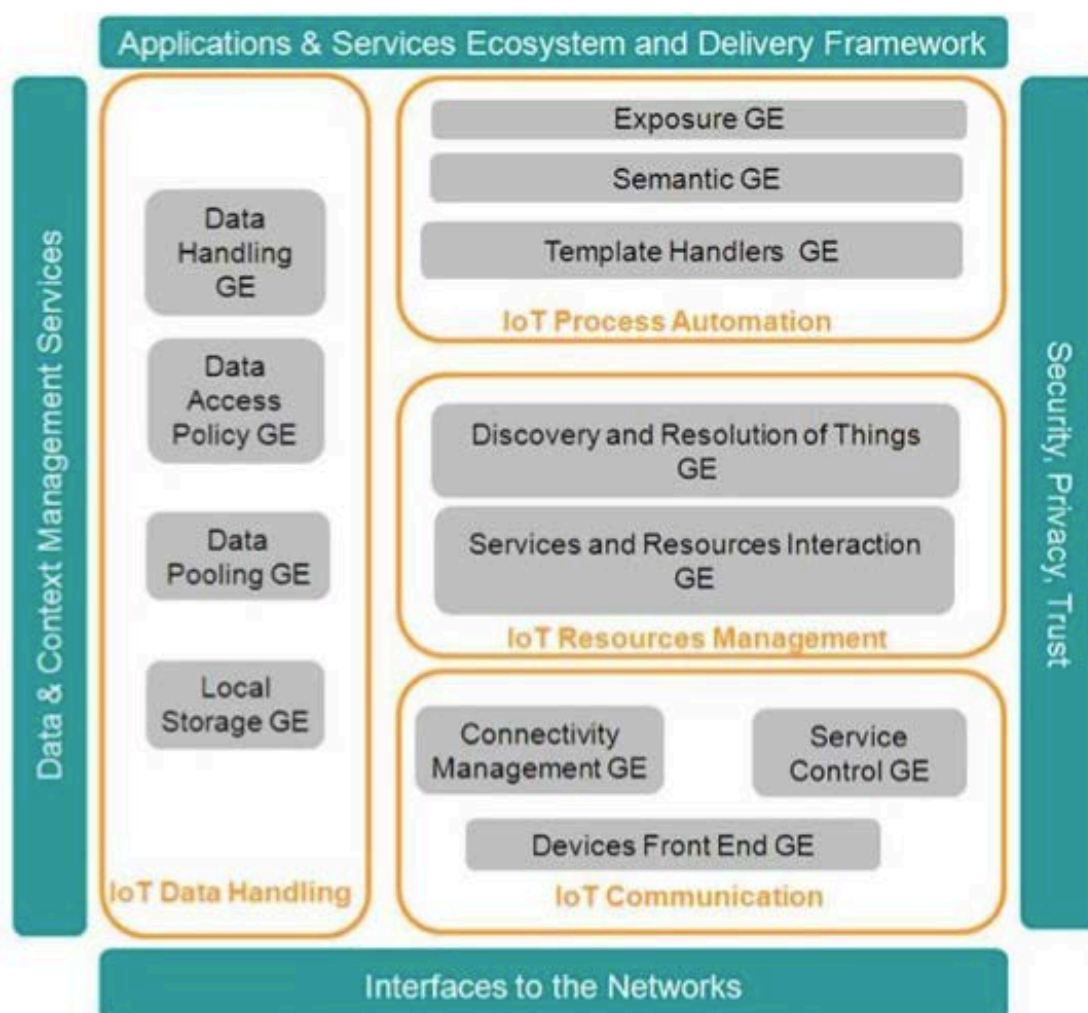 Applications & Services Ecosystem and Delivery Framework
Data & Context Management Services
Data
Handling
GE
Data
Access
Policy GE
Data
Pooling GE
Local
Storage GE
IoT Data Handling
Exposure GE
Semantic GE
Template Handlers GE
IoT Process Automation
Discovery and Resolution of Things
GE
Services and Resources Interaction
GE
IoT Resources Management
Connectivity
Management GE
Service
Control GE
Devices Front End GE
IoT Communication
Security, Privacy, Trust
Interfaces to the Networks